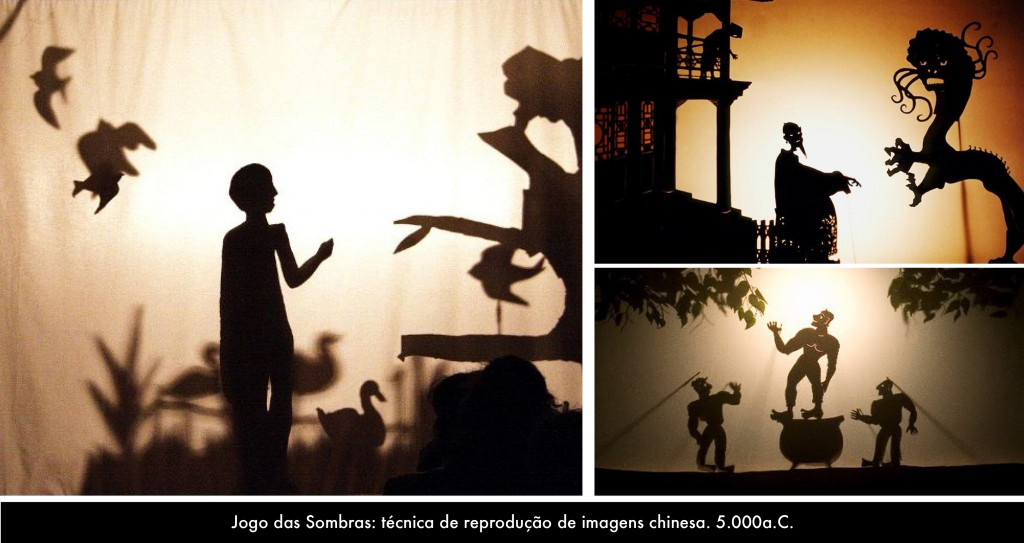 Jogo das Sombras: técnica de reprodução de imagens chinesa. 5.000a.C.